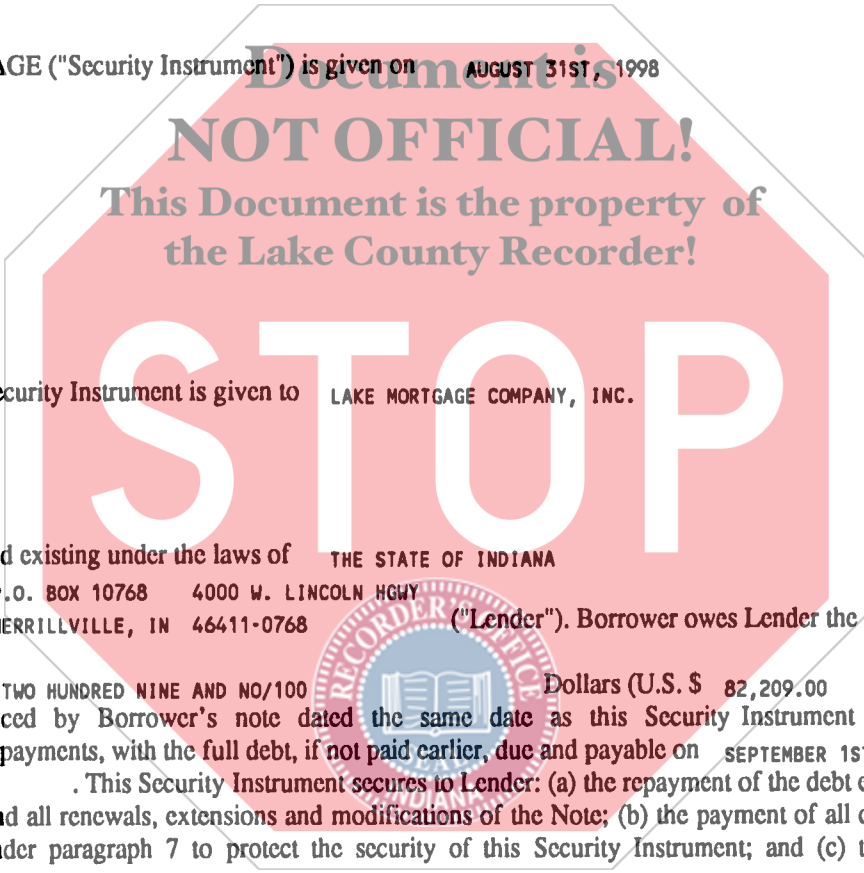 AGE ("Security Instrument") is given on AUGUST 31ST, 1998
Document is
NOT OFFICIAL!
This Document is the property of
the Lake County Recorder!
STOP
ecurity Instrument is given to LAKE MORTGAGE COMPANY, INC.
d existing under the laws of THE STATE OF INDIANA
.O. BOX 10768 4000 W. LINCOLN HGWY
ERRILLVILLE, IN 46411-0768 ("Lender"). Borrower owes Lender the
TWO HUNDRED NINE AND NO/100 Dollars (U.S. $ 82,209.00
ced by Borrower's note dated the same date as this Security Instrument
payments, with the full debt, if not paid earlier, due and payable on SEPTEMBER 1ST
. This Security Instrument secures to Lender: (a) the repayment of the debt e
d all renewals, extensions and modifications of the Note; (b) the payment of all o
der paragraph 7 to protect the security of this Security Instrument; and (c) t
RECORDER'S OFFICE
SEAL
INDIANA